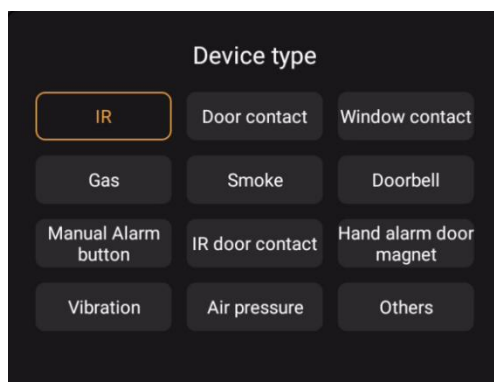 Device type
IR
Door contact
Window contact
Gas
Smoke
Doorbell
Manual Alarm
button
IR door contact
Hand alarm door
magnet
Vibration
Air pressure
Others